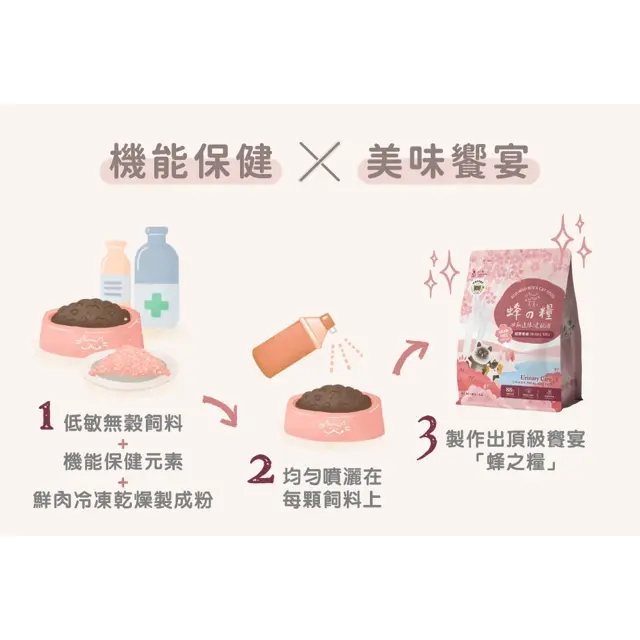 機能保健 × 美味饗宴
1 低敏無穀飼料
+
機能保健元素
+
鮮肉冷凍乾燥製成粉
2 均勻噴灑在
每顆飼料上
3 製作出頂級饗宴
「蜂之糧」
蜂の糧
Urinary Care